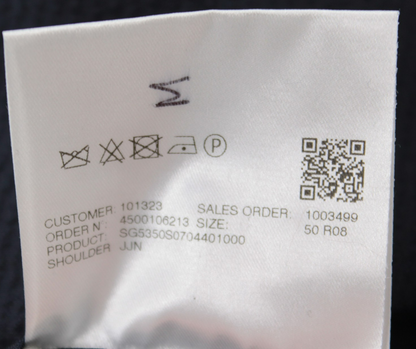 M
P
CUSTOMER: 101323 SALES ORDER: 1003499
ORDER N°: 4500106213 SIZE: 50 R08
PRODUCT: SG5350S0704401000
SHOULDER JJN